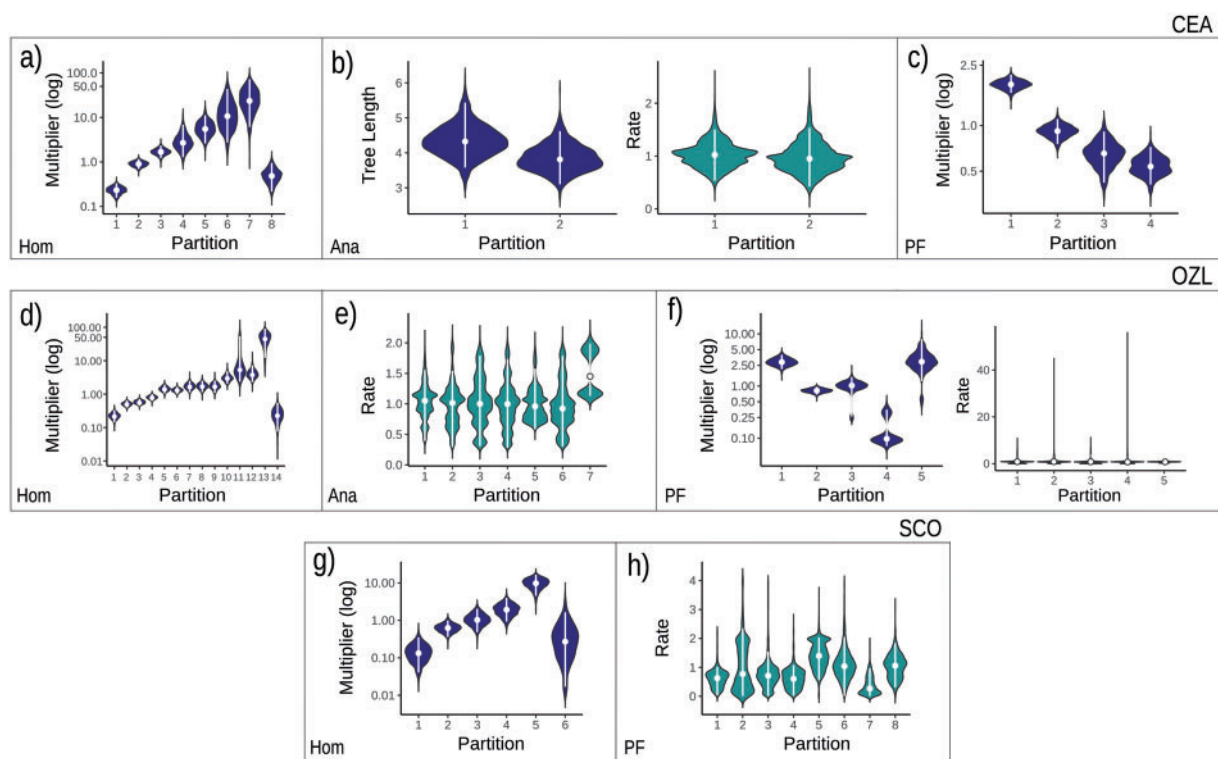 CEA
a)
Multiplier (log)
100.0
50.0
10.0
1.0
0.1
1 2 3 4 5 6 7 8
Partition
Hom
b)
Tree Length
6
5
4
3
1 2
Partition
Ana
Rate
2
1
0
1 2
Partition
c)
Multiplier (log)
2.5
1.0
0.5
1 2 3 4
Partition
PF
OZL
d)
Multiplier (log)
100.00
50.00
10.00
1.00
0.10
0.01
1 2 3 4 5 6 7 8 9 10 11 12 13 14
Partition
Hom
e)
Rate
2.0
1.5
1.0
0.5
0.0
1 2 3 4 5 6 7
Partition
Ana
f)
Multiplier (log)
10.00
5.00
2.50
1.00
0.50
0.25
0.10
1 2 3 4 5
Partition
PF
Rate
40
20
0
1 2 3 4 5
Partition
SCO
g)
Multiplier (log)
10.00
1.00
0.10
0.01
1 2 3 4 5 6
Partition
Hom
h)
Rate
4
3
2
1
0
1 2 3 4 5 6 7 8
Partition
PF